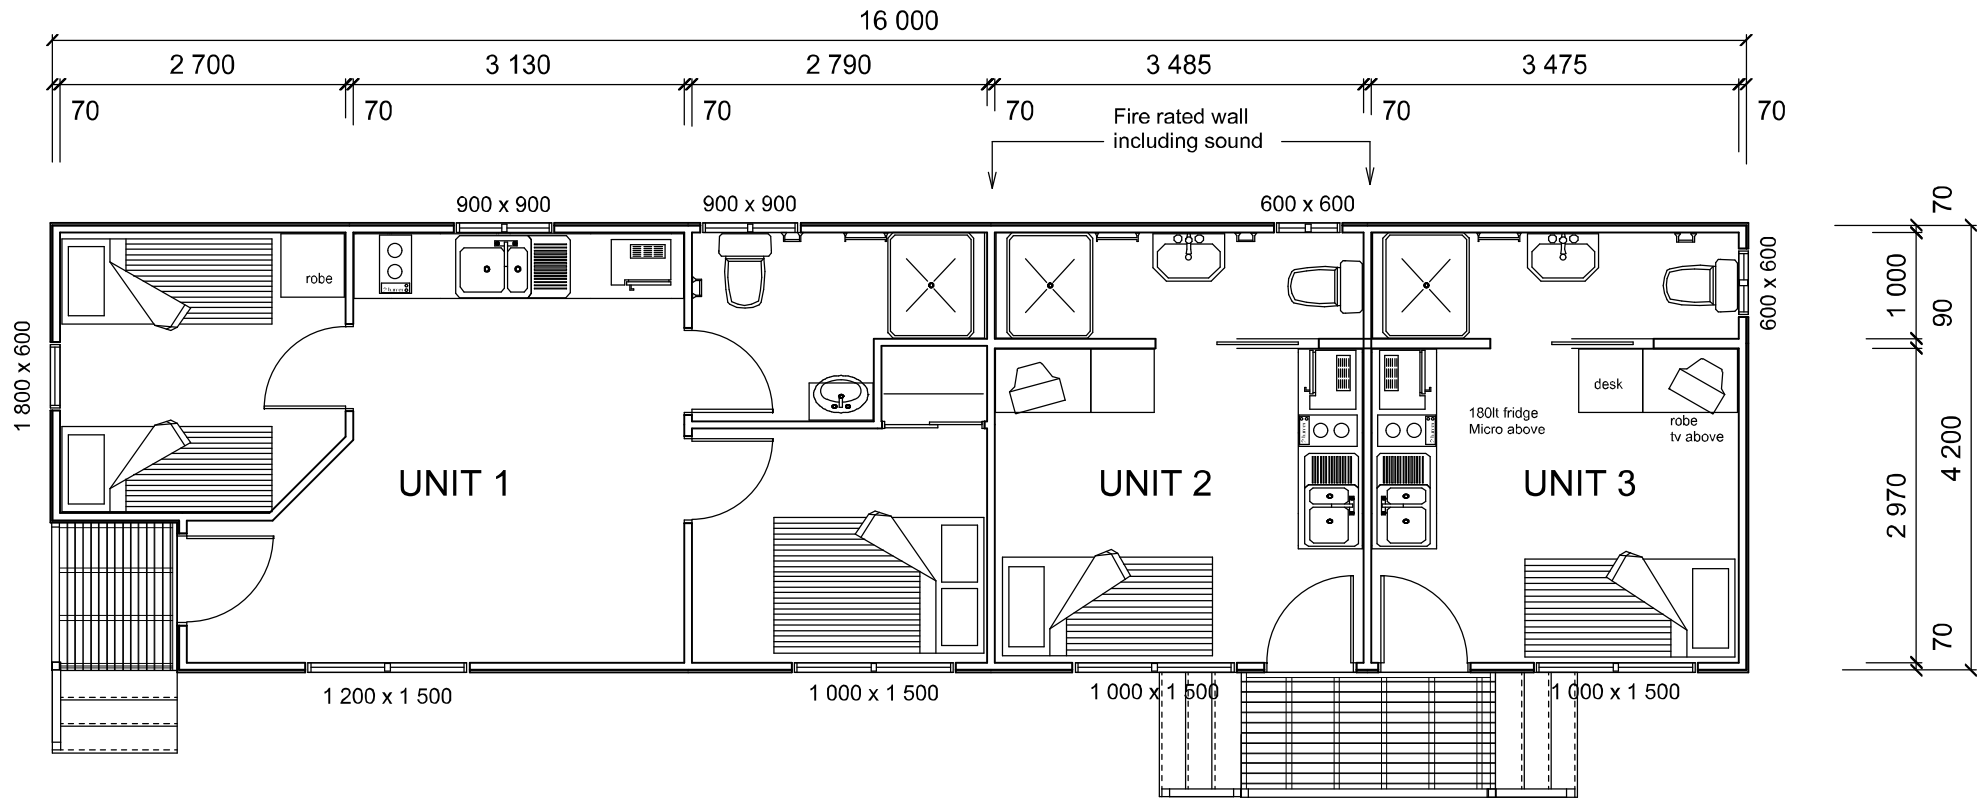 16 000
2 700
3 130
2 790
3 485
3 475
70
70
70
70
70
70
Fire rated wall
including sound
900 x 900
900 x 900
600 x 600
70
600 x 600
1 000
90
robe
1 800 x 600
desk
180lt fridge
Micro above
robe
tv above
4 200
UNIT 1
UNIT 2
UNIT 3
2 970
70
1 200 x 1 500
1 000 x 1 500
1 000 x 1 500
1 000 x 1 500